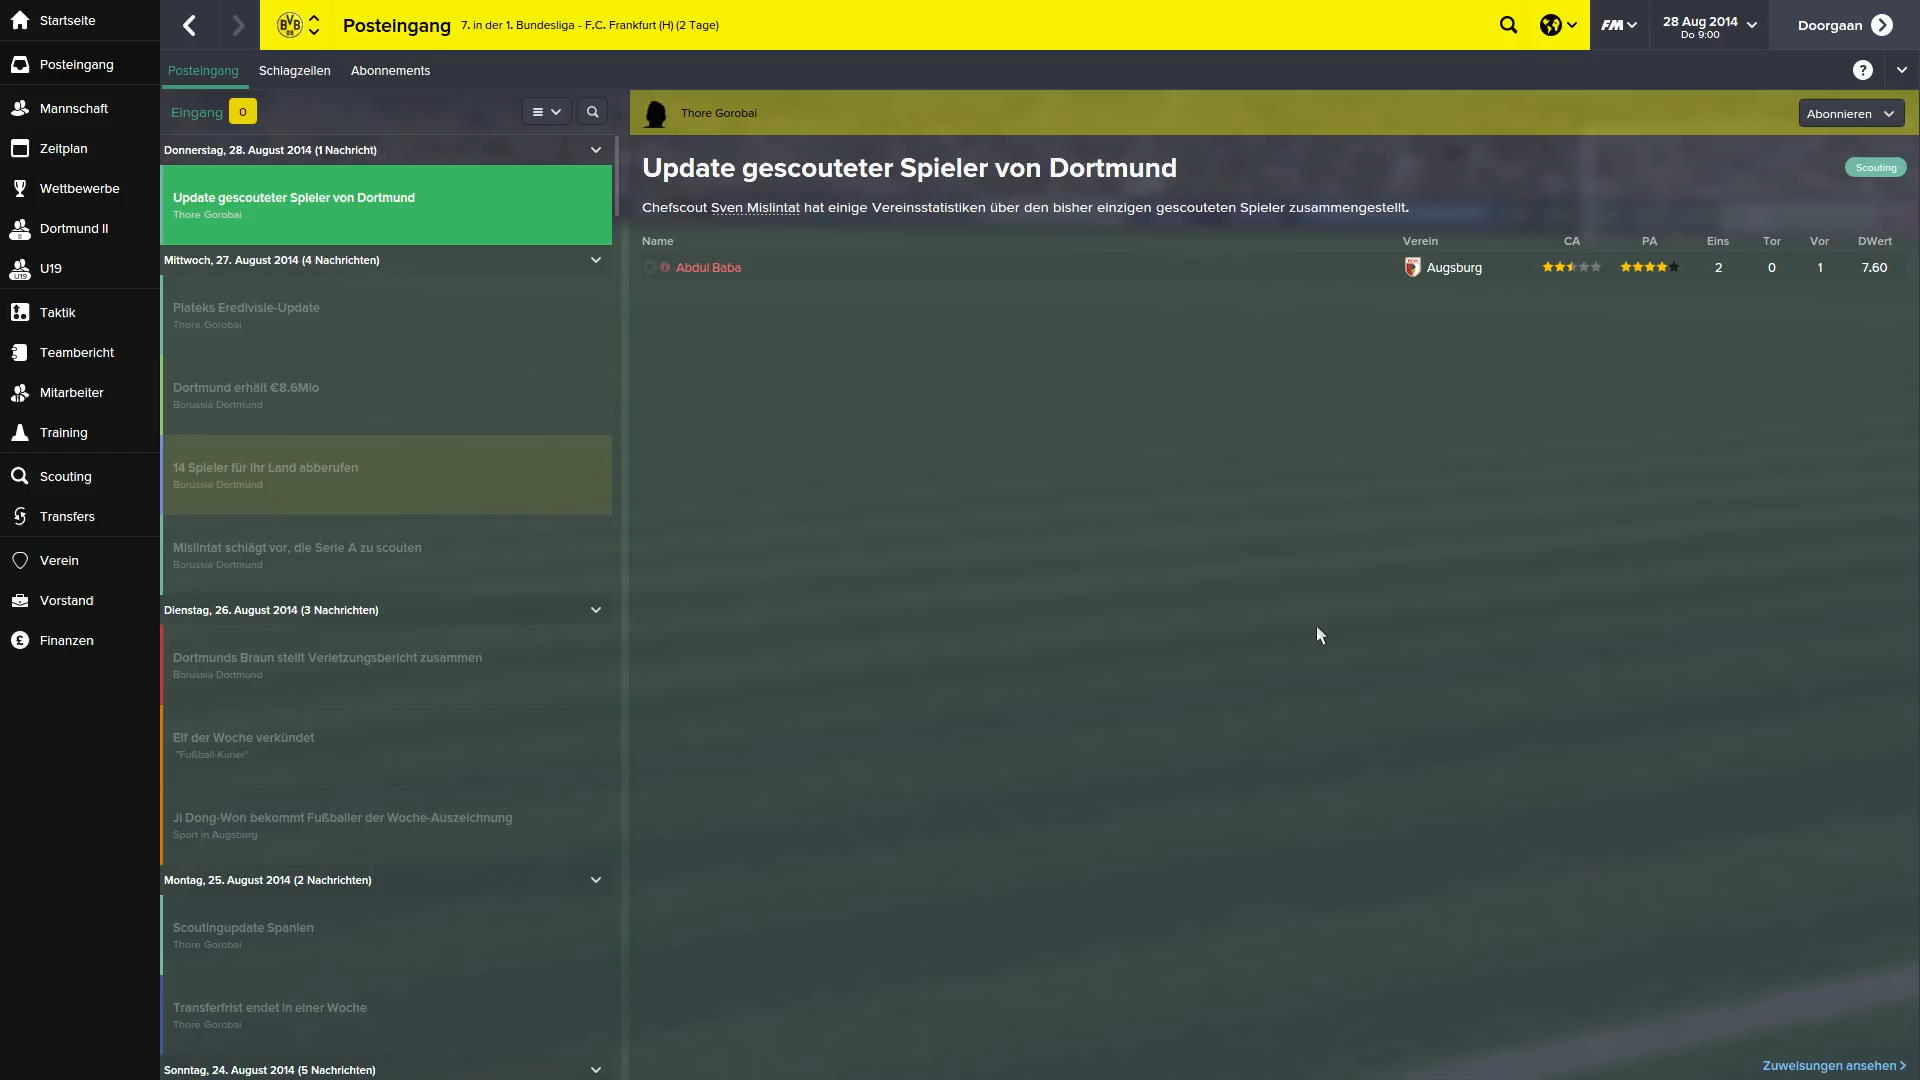 Startseite
Posteingang
Mannschaft
Zeitplan
Wettbewerbe
Dortmund II
U19
Taktik
Teambericht
Mitarbeiter
Training
Scouting
Transfers
Verein
Vorstand
Finanzen
BVB 09
Posteingang 7. in der 1. Bundesliga - F.C. Frankfurt (H) (2 Tage)
FM
28 Aug 2014
Do 9:00
Doorgaan
Posteingang Schlagzeilen Abonnements
?
Eingang 0
Donnerstag, 28. August 2014 (1 Nachricht)
Update gescouteter Spieler von Dortmund
Thore Gorobai
Mittwoch, 27. August 2014 (4 Nachrichten)
Plateks Eredivisie-Update
Thore Gorobai
Dortmund erhält €8.6Mio
Borussia Dortmund
14 Spieler für ihr Land abberufen
Borussia Dortmund
Mislintat schlägt vor, die Serie A zu scouten
Borussia Dortmund
Dienstag, 26. August 2014 (3 Nachrichten)
Dortmunds Braun stellt Verletzungsbericht zusammen
Borussia Dortmund
Elf der Woche verkündet
"Fußball-Kurier"
Ji Dong-Won bekommt Fußballer der Woche-Auszeichnung
Sport in Augsburg
Montag, 25. August 2014 (2 Nachrichten)
Scoutingupdate Spanien
Thore Gorobai
Transferfrist endet in einer Woche
Thore Gorobai
Sonntag, 24. August 2014 (5 Nachrichten)
Thore Gorobai
Abonnieren
Update gescouteter Spieler von Dortmund
Scouting
Chefscout Sven Mislintat hat einige Vereinsstatistiken über den bisher einzigen gescouteten Spieler zusammengestellt.
Name Verein CA PA Eins Tor Vor DWert
Abdul Baba Augsburg 2 0 1 7.60
Zuweisungen ansehen >